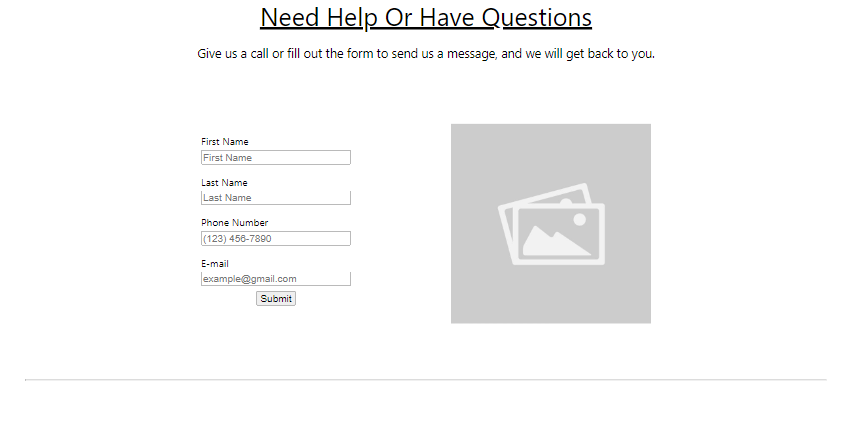 Need Help Or Have Questions
Give us a call or fill out the form to send us a message, and we will get back to you.
First Name
First Name
Last Name
Last Name
Phone Number
(123) 456-7890
E-mail
example@gmail.com
Submit